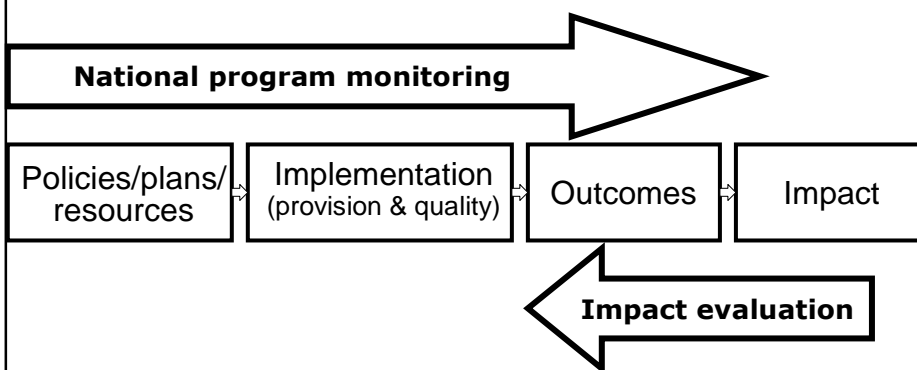 National program monitoring
Policies/plans/
resources
Implementation
(provision & quality)
Outcomes
Impact
Impact evaluation